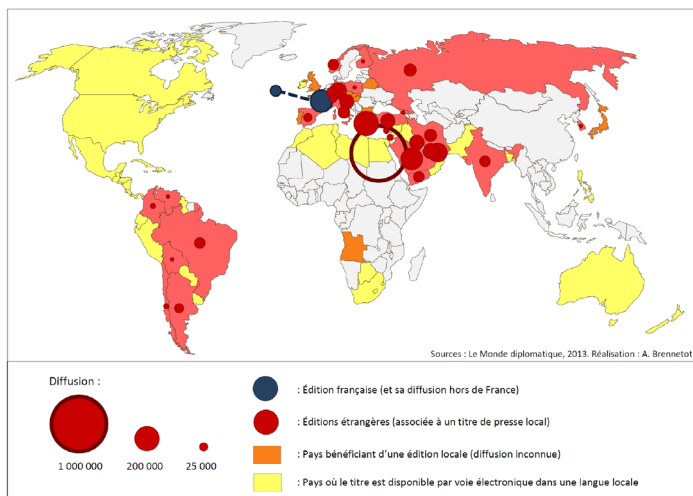 Sources : Le Monde diplomatique, 2013. Réalisation : A. Brennetot
Diffusion :
1 000 000
200 000
25 000
: Édition française (et sa diffusion hors de France)
: Éditions étrangères (associée à un titre de presse local)
: Pays bénéficiant d'une édition locale (diffusion inconnue)
: Pays où le titre est disponible par voie électronique dans une langue locale